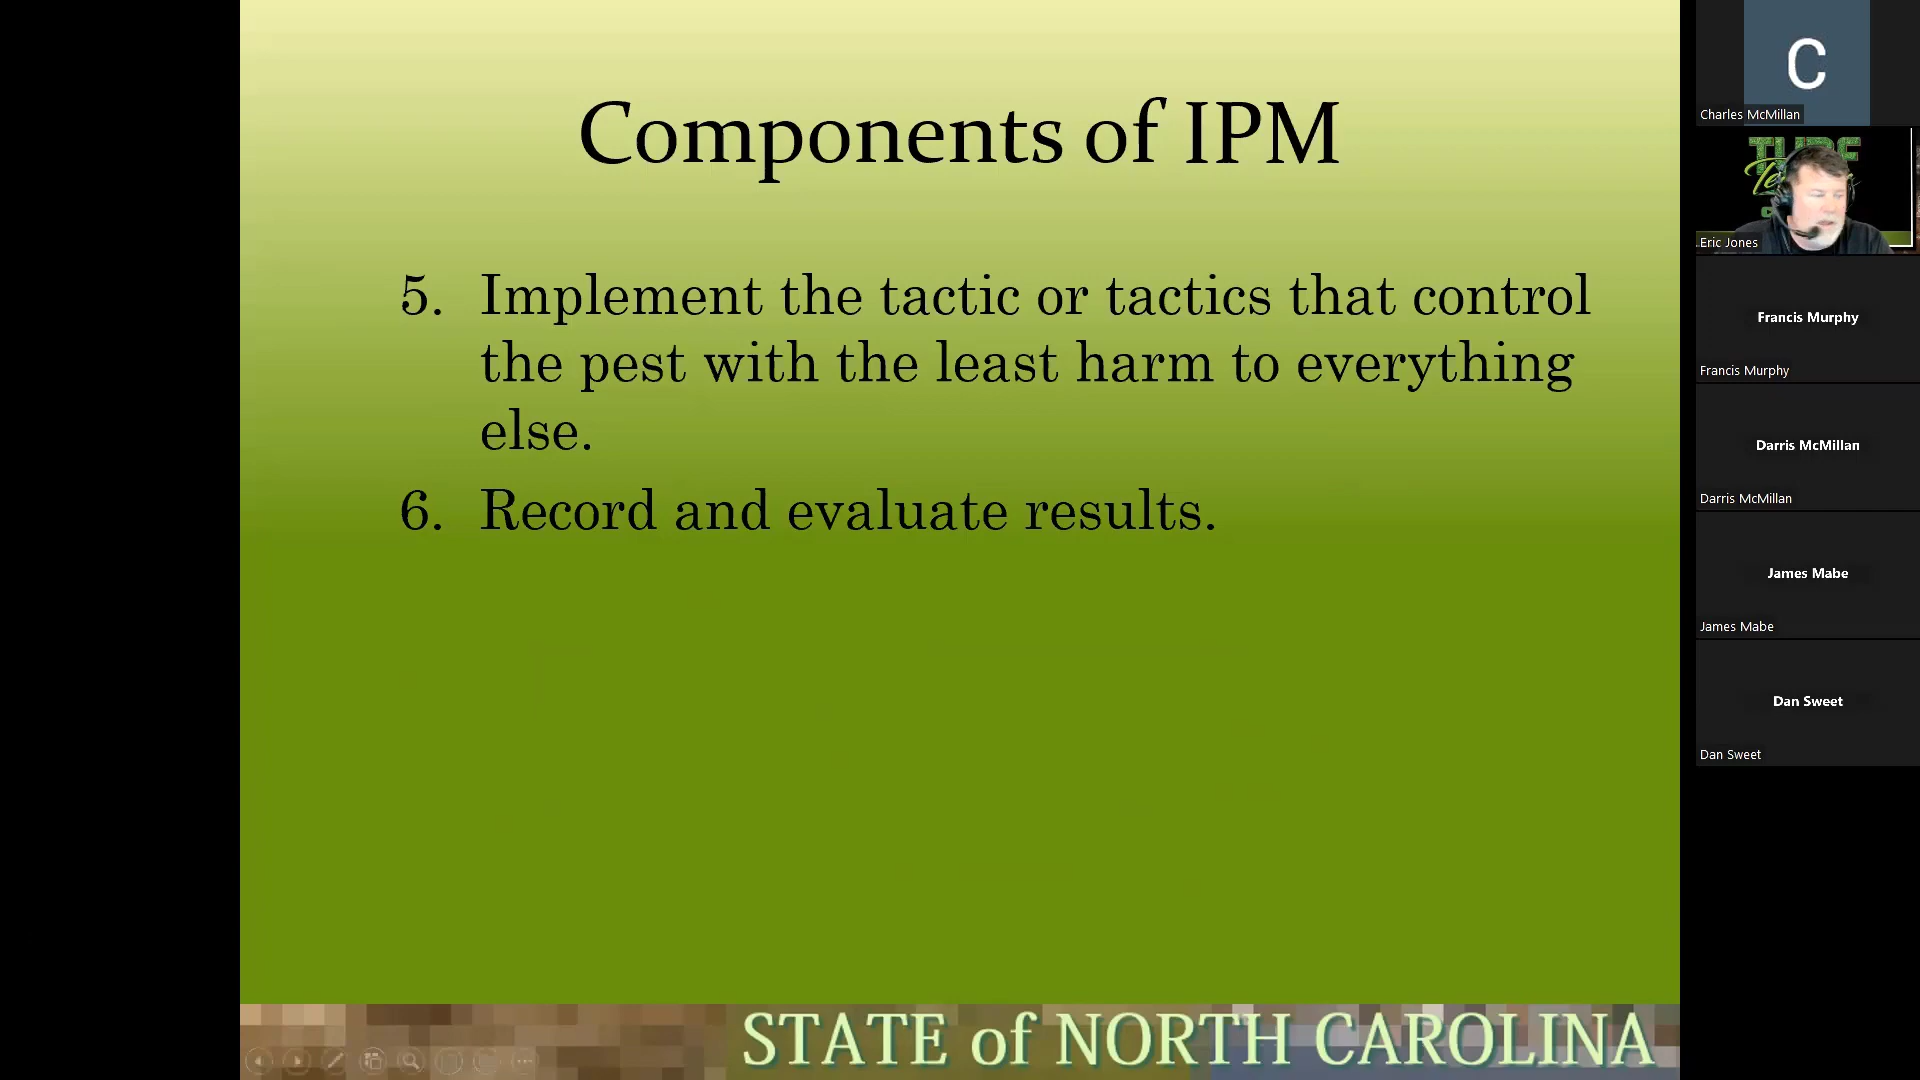 Components of IPM
5. Implement the tactic or tactics that control
the pest with the least harm to everything
else.
6. Record and evaluate results.
STATE of NORTH CAROLINA
C
Charles McMillan
TURF
Eric Jones
Francis Murphy
Francis Murphy
Darris McMillan
Darris McMillan
James Mabe
James Mabe
Dan Sweet
Dan Sweet